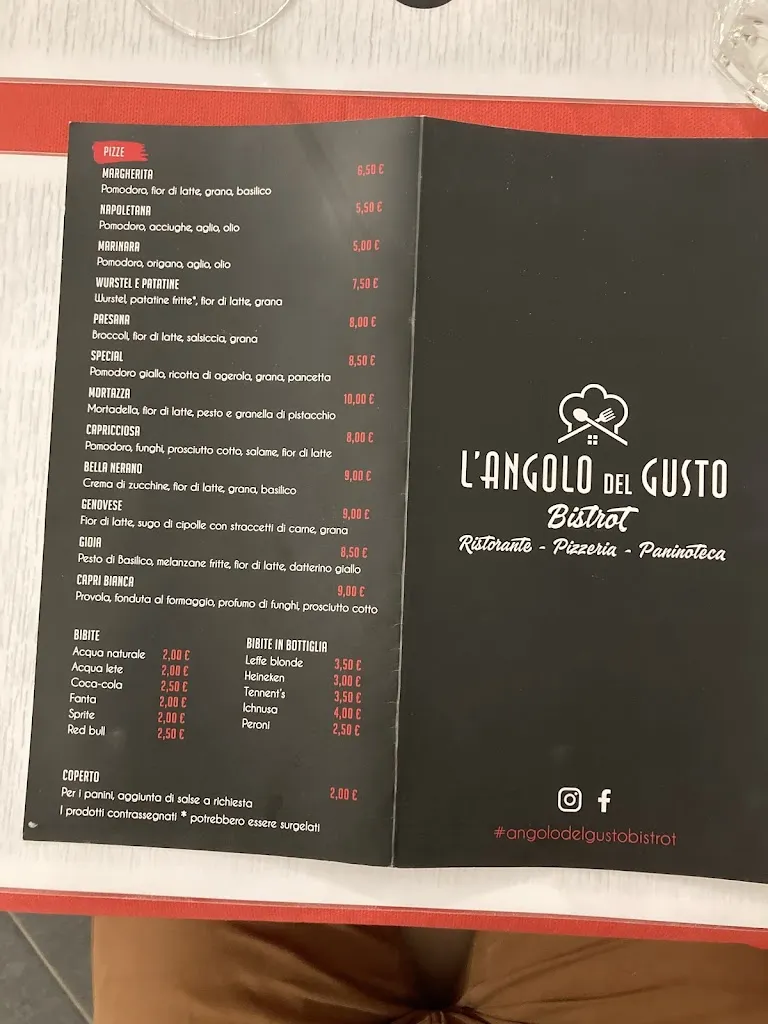 PIZZE
MARGHERITA 6,50 €
Pomodoro, fior di latte, grana, basilico
NAPOLETANA 5,50 €
Pomodoro, acciughe, aglio, olio
MARINARA 5,00 €
Pomodoro, origano, aglio, olio
WURSTEL E PATATINE 7,50 €
Wurstel, patatine fritte*, fior di latte, grana
PAESANA 8,00 €
Broccoli, fior di latte, salsiccia, grana
SPECIAL 8,50 €
Pomodoro giallo, ricotta di agerola, grana, pancetta
MORTAZZA 10,00 €
Mortadella, fior di latte, pesto e granella di pistacchio
CAPRICCIOSA 8,00 €
Pomodoro, funghi, prosciutto cotto, salame, fior di latte
BELLA NERANO 9,00 €
Crema di zucchine, fior di latte, grana, basilico
GENOVESE 9,00 €
Fior di latte, sugo di cipolle con straccetti di carne, grana
GIOIA 8,50 €
Pesto di Basilico, melanzane fritte, fior di latte, datterino giallo
CAPRI BIANCA 9,00 €
Provola, fonduta al formaggio, profumo di funghi, prosciutto cotto
BIBITE
Acqua naturale 2,00 €
Acqua lete 2,00 €
Coca-cola 2,50 €
Fanta 2,00 €
Sprite 2,00 €
Red bull 2,50 €
BIBITE IN BOTTIGLIA
Leffe blonde 3,50 €
Heineken 3,00 €
Tennent's 3,50 €
Ichnusa 4,00 €
Peroni 2,50 €
COPERTO 2,00 €
Per i panini, aggiunta di salse a richiesta
I prodotti contrassegnati * potrebbero essere surgelati
L'ANGOLO DEL GUSTO
Bistrot
Ristorante - Pizzeria - Paninoteca
#angolodelgustobistrot